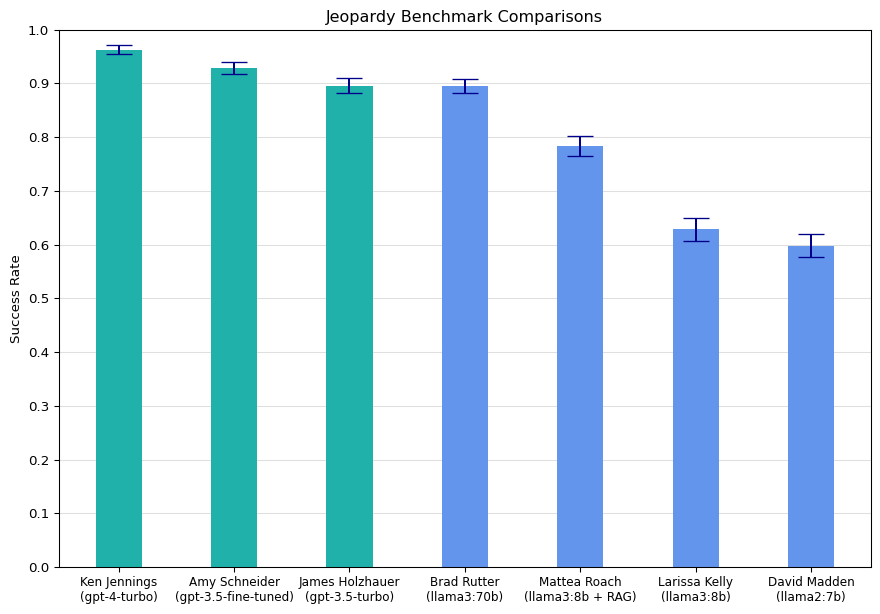 Jeopardy Benchmark Comparisons
Success Rate
1.0
0.9
0.8
0.7
0.6
0.5
0.4
0.3
0.2
0.1
0.0
Ken Jennings
(gpt-4-turbo)
Amy Schneider
(gpt-3.5-fine-tuned)
James Holzhauer
(gpt-3.5-turbo)
Brad Rutter
(llama3:70b)
Mattea Roach
(llama3:8b + RAG)
Larissa Kelly
(llama3:8b)
David Madden
(llama2:7b)